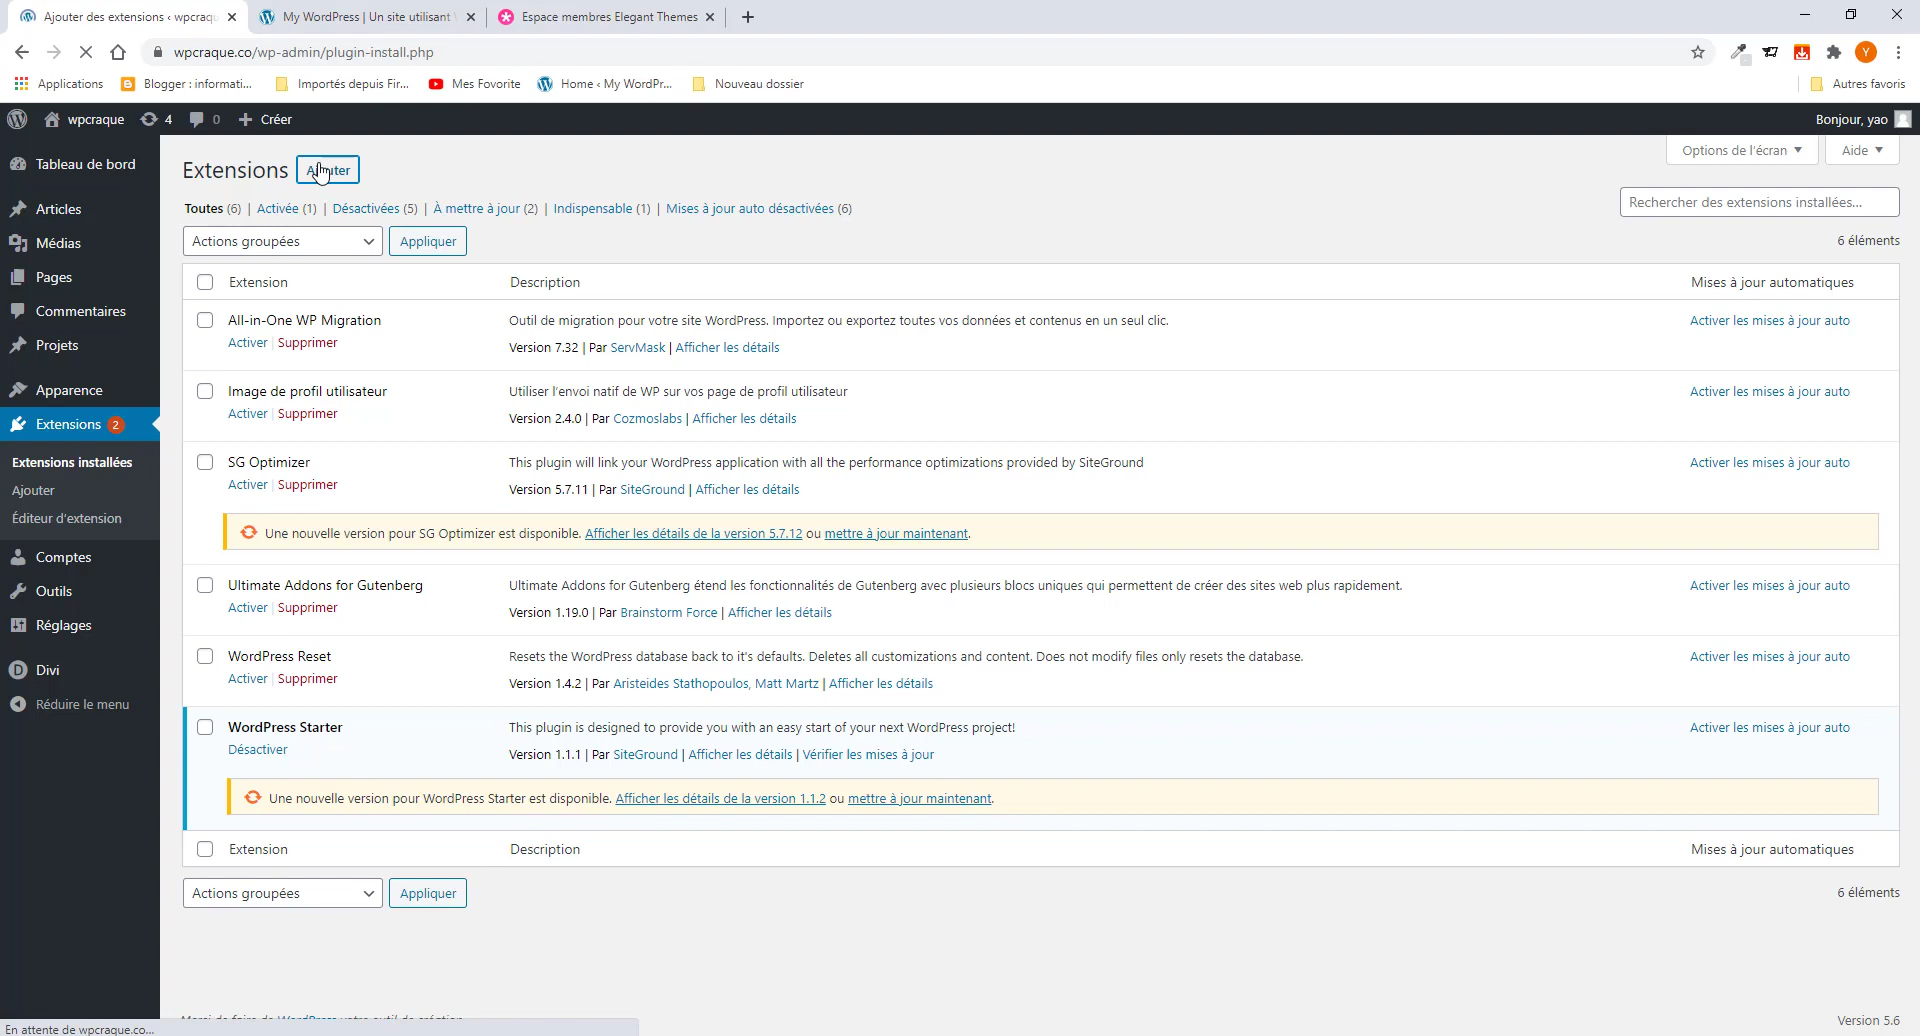 Ajouter des extensions ‹ wpcraqu
My WordPress | Un site utilisant
Espace membres Elegant Themes
wpcraque.co/wp-admin/plugin-install.php
Applications
Blogger : informati...
Importés depuis Fir...
Mes Fovorite
Home ‹ My WordPr...
Nouveau dossier
Autres favoris
wpcraque 4 0 Créer
Bonjour, yao
Tableau de bord
Articles
Médias
Pages
Commentaires
Projets
Apparence
Extensions 2
Extensions installées
Ajouter
Éditeur d'extension
Comptes
Outils
Réglages
Divi
Réduire le menu
Options de l'écran
Aide
Extensions Ajouter
Toutes (6) | Activée (1) | Désactivées (5) | À mettre à jour (2) | Indispensable (1) | Mises à jour auto désactivées (6)
Rechercher des extensions installées...
Actions groupées
Appliquer
6 éléments
Extension Description Mises à jour automatiques
All-in-One WP Migration
Activer | Supprimer
Outil de migration pour votre site WordPress. Importez ou exportez toutes vos données et contenus en un seul clic.
Version 7.32 | Par ServMask | Afficher les détails
Activer les mises à jour auto
Image de profil utilisateur
Activer | Supprimer
Utiliser l'envoi natif de WP sur vos page de profil utilisateur
Version 2.4.0 | Par Cozmoslabs | Afficher les détails
Activer les mises à jour auto
SG Optimizer
Activer | Supprimer
This plugin will link your WordPress application with all the performance optimizations provided by SiteGround
Version 5.7.11 | Par SiteGround | Afficher les détails
Activer les mises à jour auto
Une nouvelle version pour SG Optimizer est disponible. Afficher les détails de la version 5.7.12 ou mettre à jour maintenant.
Ultimate Addons for Gutenberg
Activer | Supprimer
Ultimate Addons for Gutenberg étend les fonctionnalités de Gutenberg avec plusieurs blocs uniques qui permettent de créer des sites web plus rapidement.
Version 1.19.0 | Par Brainstorm Force | Afficher les détails
Activer les mises à jour auto
WordPress Reset
Activer | Supprimer
Resets the WordPress database back to it's defaults. Deletes all customizations and content. Does not modify files only resets the database.
Version 1.4.2 | Par Aristeides Stathopoulos, Matt Martz | Afficher les détails
Activer les mises à jour auto
WordPress Starter
Désactiver
This plugin is designed to provide you with an easy start of your next WordPress project!
Version 1.1.1 | Par SiteGround | Afficher les détails | Vérifier les mises à jour
Activer les mises à jour auto
Une nouvelle version pour WordPress Starter est disponible. Afficher les détails de la version 1.1.2 ou mettre à jour maintenant.
Extension Description Mises à jour automatiques
Actions groupées
Appliquer
6 éléments
Merci de faire de WordPress votre outil de création
Version 5.6
En attente de wpcraque.co...